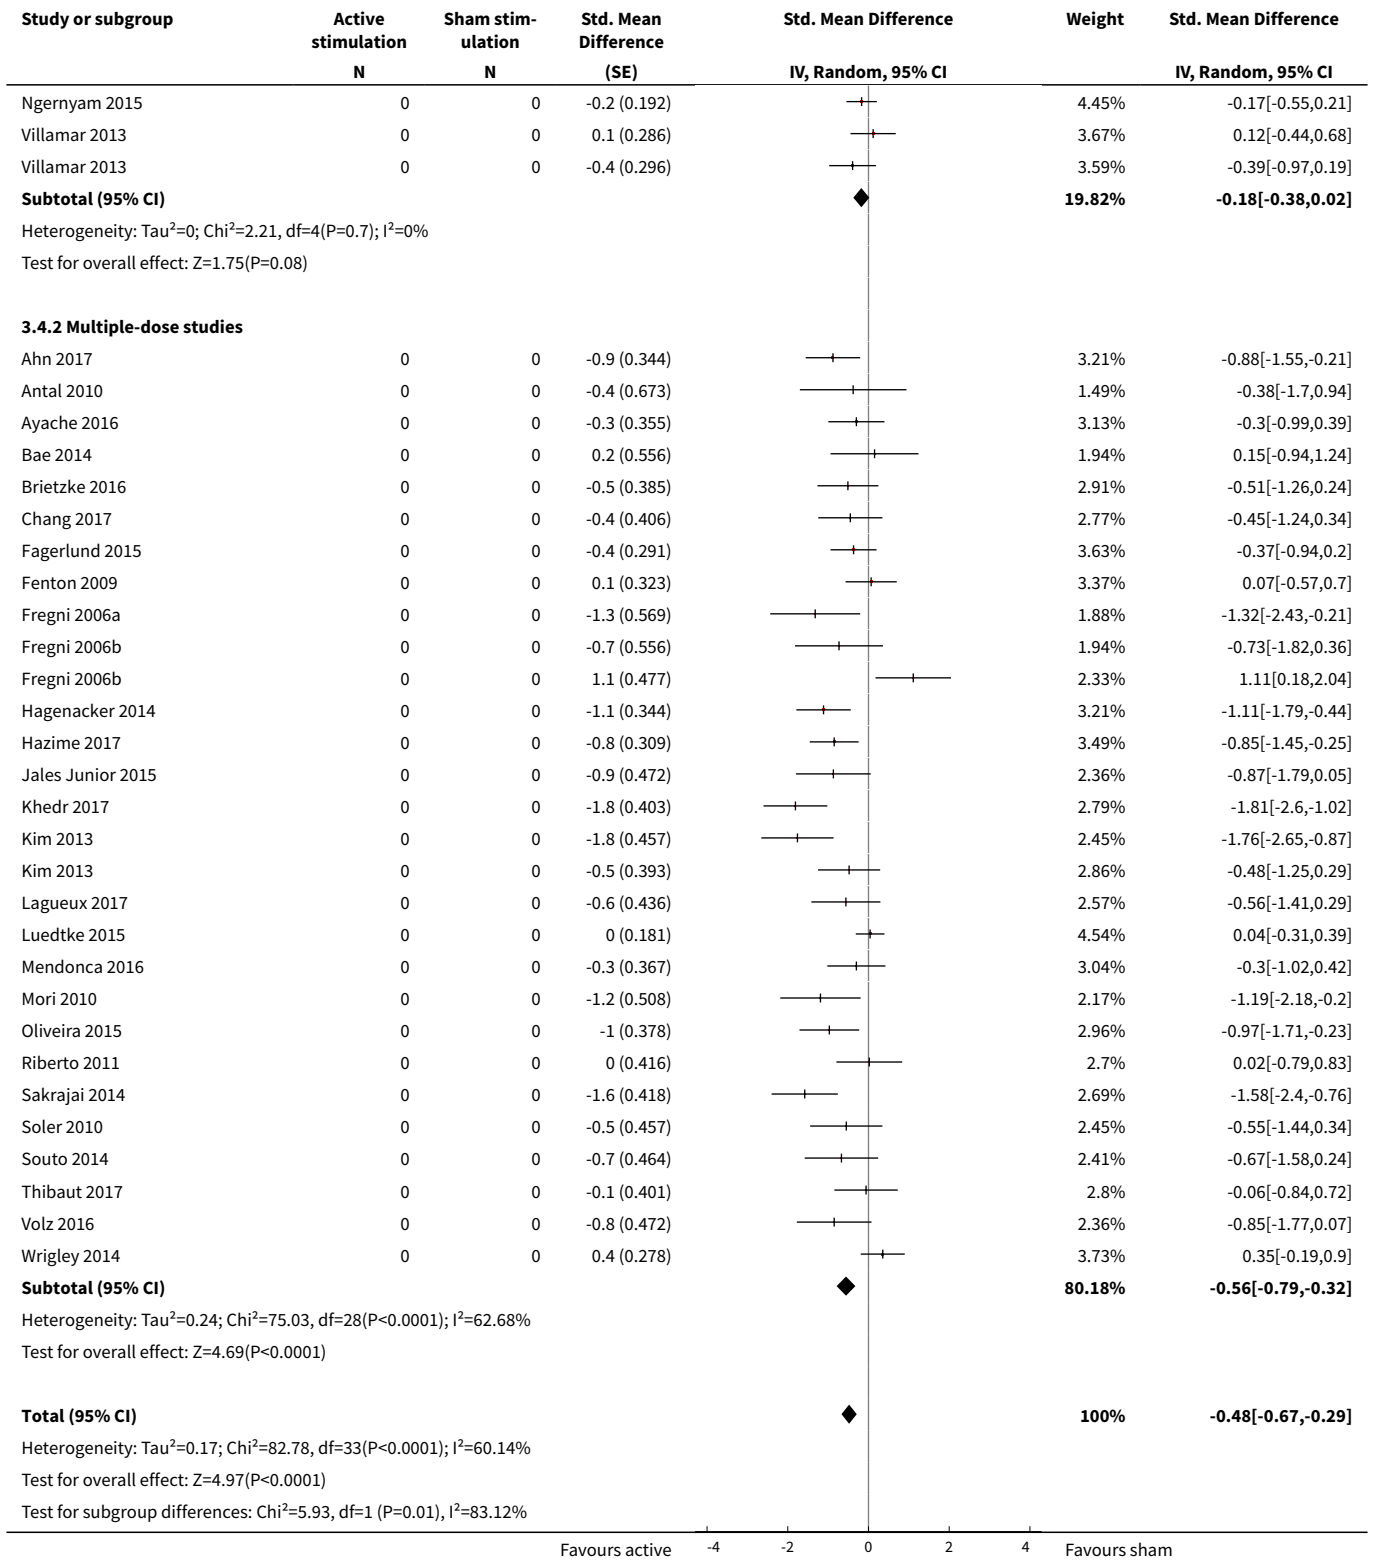 Study or subgroup Active stimulation Sham stim-ulation Std. Mean Difference Std. Mean Difference Weight Std. Mean Difference
N N (SE) IV, Random, 95% CI IV, Random, 95% CI
Ngernyam 2015 0 0 -0.2 (0.192) 4.45% -0.17[-0.55,0.21]
Villamar 2013 0 0 0.1 (0.286) 3.67% 0.12[-0.44,0.68]
Villamar 2013 0 0 -0.4 (0.296) 3.59% -0.39[-0.97,0.19]
Subtotal (95% CI) 19.82% -0.18[-0.38,0.02]
Heterogeneity: Tau²=0; Chi²=2.21, df=4(P=0.7); I²=0%
Test for overall effect: Z=1.75(P=0.08)
3.4.2 Multiple-dose studies
Ahn 2017 0 0 -0.9 (0.344) 3.21% -0.88[-1.55,-0.21]
Antal 2010 0 0 -0.4 (0.673) 1.49% -0.38[-1.7,0.94]
Ayache 2016 0 0 -0.3 (0.355) 3.13% -0.3[-0.99,0.39]
Bae 2014 0 0 0.2 (0.556) 1.94% 0.15[-0.94,1.24]
Brietzke 2016 0 0 -0.5 (0.385) 2.91% -0.51[-1.26,0.24]
Chang 2017 0 0 -0.4 (0.406) 2.77% -0.45[-1.24,0.34]
Fagerlund 2015 0 0 -0.4 (0.291) 3.63% -0.37[-0.94,0.2]
Fenton 2009 0 0 0.1 (0.323) 3.37% 0.07[-0.57,0.7]
Fregni 2006a 0 0 -1.3 (0.569) 1.88% -1.32[-2.43,-0.21]
Fregni 2006b 0 0 -0.7 (0.556) 1.94% -0.73[-1.82,0.36]
Fregni 2006b 0 0 1.1 (0.477) 2.33% 1.11[0.18,2.04]
Hagenacker 2014 0 0 -1.1 (0.344) 3.21% -1.11[-1.79,-0.44]
Hazime 2017 0 0 -0.8 (0.309) 3.49% -0.85[-1.45,-0.25]
Jales Junior 2015 0 0 -0.9 (0.472) 2.36% -0.87[-1.79,0.05]
Khedr 2017 0 0 -1.8 (0.403) 2.79% -1.81[-2.6,-1.02]
Kim 2013 0 0 -1.8 (0.457) 2.45% -1.76[-2.65,-0.87]
Kim 2013 0 0 -0.5 (0.393) 2.86% -0.48[-1.25,0.29]
Lagueux 2017 0 0 -0.6 (0.436) 2.57% -0.56[-1.41,0.29]
Luedtke 2015 0 0 0 (0.181) 4.54% 0.04[-0.31,0.39]
Mendonca 2016 0 0 -0.3 (0.367) 3.04% -0.3[-1.02,0.42]
Mori 2010 0 0 -1.2 (0.508) 2.17% -1.19[-2.18,-0.2]
Oliveira 2015 0 0 -1 (0.378) 2.96% -0.97[-1.71,-0.23]
Riberto 2011 0 0 0 (0.416) 2.7% 0.02[-0.79,0.83]
Sakrajai 2014 0 0 -1.6 (0.418) 2.69% -1.58[-2.4,-0.76]
Soler 2010 0 0 -0.5 (0.457) 2.45% -0.55[-1.44,0.34]
Souto 2014 0 0 -0.7 (0.464) 2.41% -0.67[-1.58,0.24]
Thibaut 2017 0 0 -0.1 (0.401) 2.8% -0.06[-0.84,0.72]
Volz 2016 0 0 -0.8 (0.472) 2.36% -0.85[-1.77,0.07]
Wrigley 2014 0 0 0.4 (0.278) 3.73% 0.35[-0.19,0.9]
Subtotal (95% CI) 80.18% -0.56[-0.79,-0.32]
Heterogeneity: Tau²=0.24; Chi²=75.03, df=28(P<0.0001); I²=62.68%
Test for overall effect: Z=4.69(P<0.0001)
Total (95% CI) 100% -0.48[-0.67,-0.29]
Heterogeneity: Tau²=0.17; Chi²=82.78, df=33(P<0.0001); I²=60.14%
Test for overall effect: Z=4.97(P<0.0001)
Test for subgroup differences: Chi²=5.93, df=1 (P=0.01), I²=83.12%
Favours active -4 -2 0 2 4 Favours sham